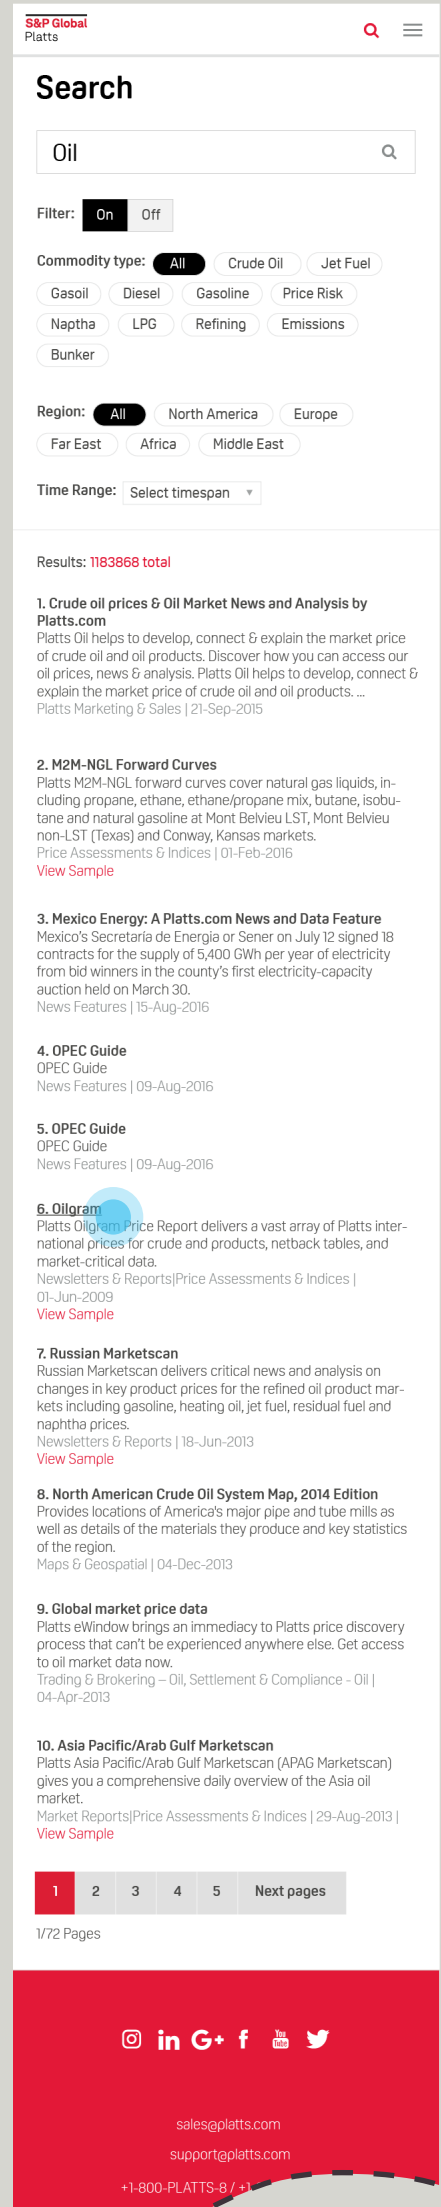 S&P Global
Platts
Search
Oil
Filter: On Off
Commodity type: All Crude Oil Jet Fuel
Gasoil Diesel Gasoline Price Risk
Naptha LPG Refining Emissions
Bunker
Region: All North America Europe
Far East Africa Middle East
Time Range: Select timespan
Results: 1183868 total
1. Crude oil prices & Oil Market News and Analysis by
Platts.com
Platts Oil helps to develop, connect & explain the market price
of crude oil and oil products. Discover how you can access our
oil prices, news & analysis. Platts Oil helps to develop, connect &
explain the market price of crude oil and oil products. ...
Platts Marketing & Sales | 21-Sep-2015
2. M2M-NGL Forward Curves
Platts M2M-NGL forward curves cover natural gas liquids, in-
cluding propane, ethane, ethane/propane mix, butane, isobu-
tane and natural gasoline at Mont Belvieu LST, Mont Belvieu
non-LST (Texas) and Conway, Kansas markets.
Price Assessments & Indices | 01-Feb-2016
View Sample
3. Mexico Energy: A Platts.com News and Data Feature
Mexico's Secretaría de Energia or Sener on July 12 signed 18
contracts for the supply of 5,400 GWh per year of electricity
from bid winners in the county's first electricity-capacity
auction held on March 30.
News Features | 15-Aug-2016
4. OPEC Guide
OPEC Guide
News Features | 09-Aug-2016
5. OPEC Guide
OPEC Guide
News Features | 09-Aug-2016
6. Oilgram
Platts Oilgram Price Report delivers a vast array of Platts inter-
national prices for crude and products, netback tables, and
market-critical data.
Newsletters & Reports|Price Assessments & Indices |
01-Jun-2009
View Sample
7. Russian Marketscan
Russian Marketscan delivers critical news and analysis on
changes in key product prices for the refined oil product mar-
kets including gasoline, heating oil, jet fuel, residual fuel and
naphtha prices.
Newsletters & Reports | 18-Jun-2013
View Sample
8. North American Crude Oil System Map, 2014 Edition
Provides locations of America's major pipe and tube mills as
well as details of the materials they produce and key statistics
of the region.
Maps & Geospatial | 04-Dec-2013
9. Global market price data
Platts eWindow brings an immediacy to Platts price discovery
process that can't be experienced anywhere else. Get access
to oil market data now.
Trading & Brokering – Oil, Settlement & Compliance - Oil |
04-Apr-2013
10. Asia Pacific/Arab Gulf Marketscan
Platts Asia Pacific/Arab Gulf Marketscan (APAG Marketscan)
gives you a comprehensive daily overview of the Asia oil
market.
Market Reports|Price Assessments & Indices | 29-Aug-2013 |
View Sample
1 2 3 4 5 Next pages
1/72 Pages
in G+ f You Tube
sales@platts.com
support@platts.com
+1-800-PLATTS-8 / +1-